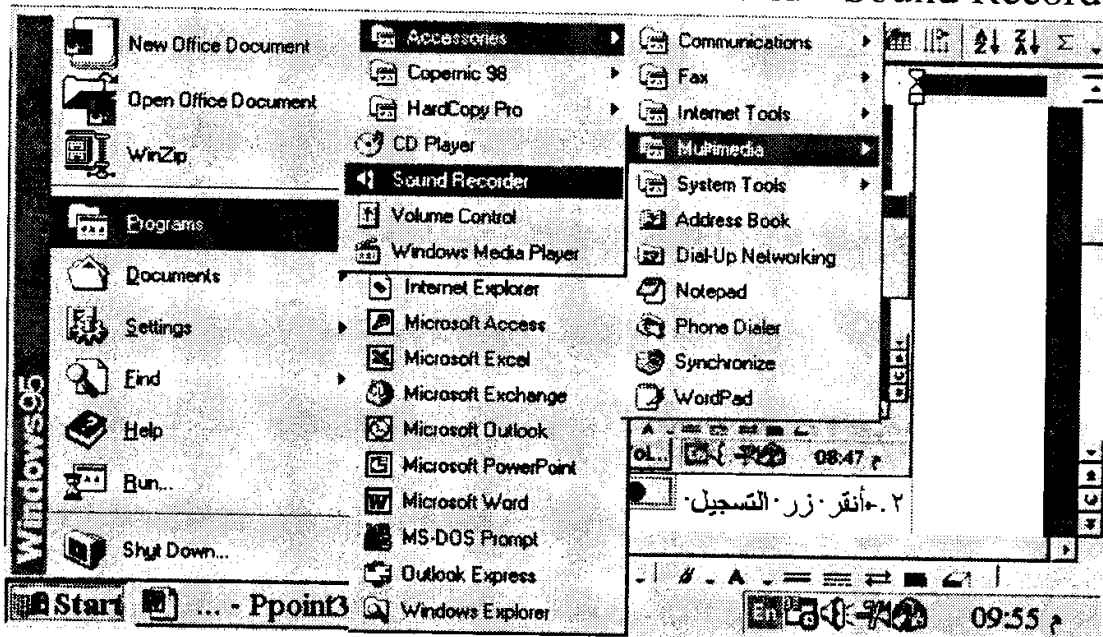 Sound Record
New Office Document
Open Office Document
WinZip
Programs
Documents
Settings
Find
Help
Run...
Shut Down...
Windows95
Accessories
Copernic 98
HardCopy Pro
CD Player
Sound Recorder
Volume Control
Windows Media Player
Internet Explorer
Microsoft Access
Microsoft Excel
Microsoft Exchange
Microsoft Outlook
Microsoft PowerPoint
Microsoft Word
MS-DOS Prompt
Outlook Express
Windows Explorer
Communications
Fax
Internet Tools
Multimedia
System Tools
Address Book
Dial-Up Networking
Notepad
Phone Dialer
Synchronize
WordPad
08:47 م
٢.أنقر زر التسجيل
Start
... - Ppoint3
En
09:55 م